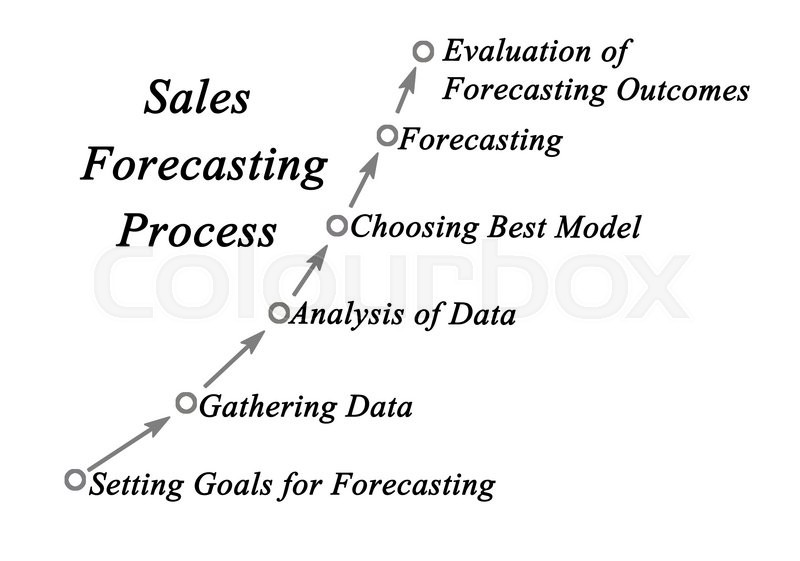 Sales
Forecasting
Process
Evaluation of
Forecasting Outcomes
Forecasting
Choosing Best Model
Analysis of Data
Gathering Data
Setting Goals for Forecasting
colourbox